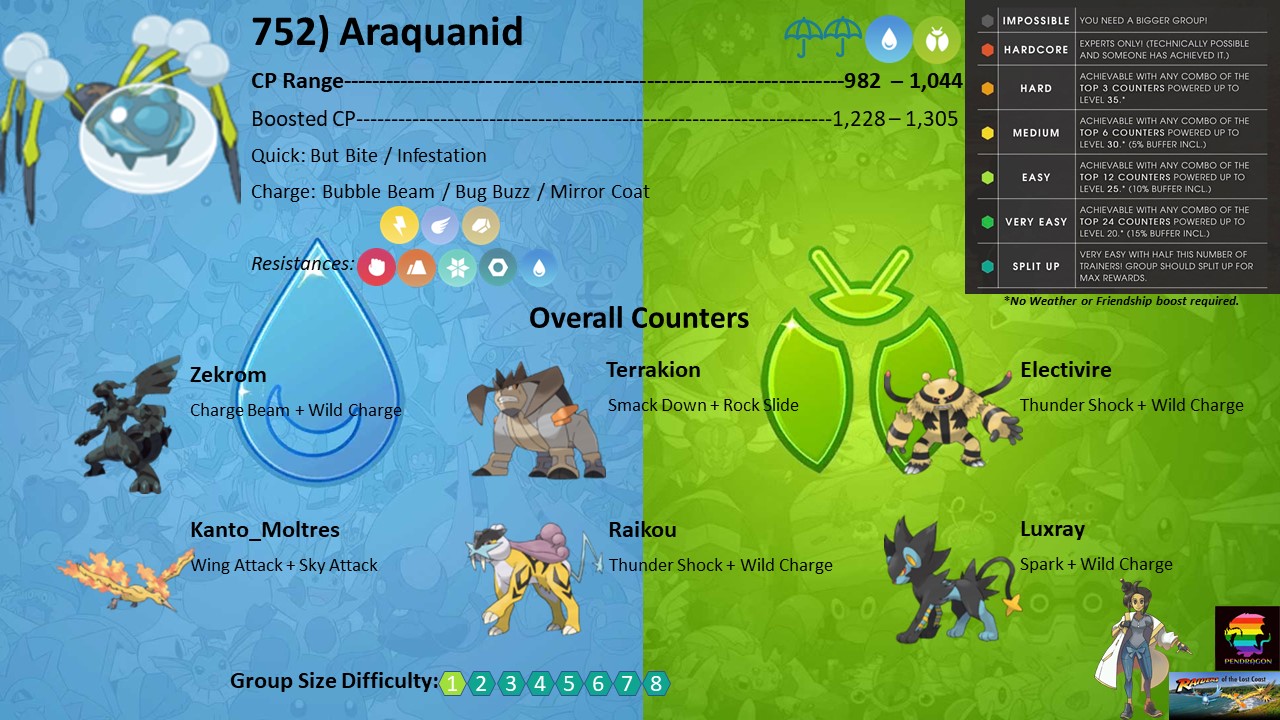 752) Araquanid
CP Range-----------------------------------------------------------------------982 – 1,044
Boosted CP--------------------------------------------------------------------1,228 – 1,305
Quick: But Bite / Infestation
Charge: Bubble Beam / Bug Buzz / Mirror Coat
Resistances:
IMPOSSIBLE YOU NEED A BIGGER GROUP!
HARDCORE EXPERTS ONLY! (TECHNICALLY POSSIBLE
AND SOMEONE HAS ACHIEVED IT.)
HARD ACHIEVABLE WITH ANY COMBO OF THE
TOP 3 COUNTERS POWERED UP TO
LEVEL 35.*
MEDIUM ACHIEVABLE WITH ANY COMBO OF THE
TOP 6 COUNTERS POWERED UP TO
LEVEL 30.* (5% BUFFER INCL.)
EASY ACHIEVABLE WITH ANY COMBO OF THE
TOP 12 COUNTERS POWERED UP TO
LEVEL 25.* (10% BUFFER INCL.)
VERY EASY ACHIEVABLE WITH ANY COMBO OF THE
TOP 24 COUNTERS POWERED UP TO
LEVEL 20.* (15% BUFFER INCL.)
SPLIT UP VERY EASY WITH HALF THIS NUMBER OF
TRAINERS! GROUP SHOULD SPLIT UP FOR
MAX REWARDS.
*No Weather or Friendship boost required.
Overall Counters
Zekrom
Charge Beam + Wild Charge
Terrakion
Smack Down + Rock Slide
Electivire
Thunder Shock + Wild Charge
Kanto_Moltres
Wing Attack + Sky Attack
Raikou
Thunder Shock + Wild Charge
Luxray
Spark + Wild Charge
Group Size Difficulty: 1 2 3 4 5 6 7 8
PENDRAGON
RAIDERS of the Lost Coast